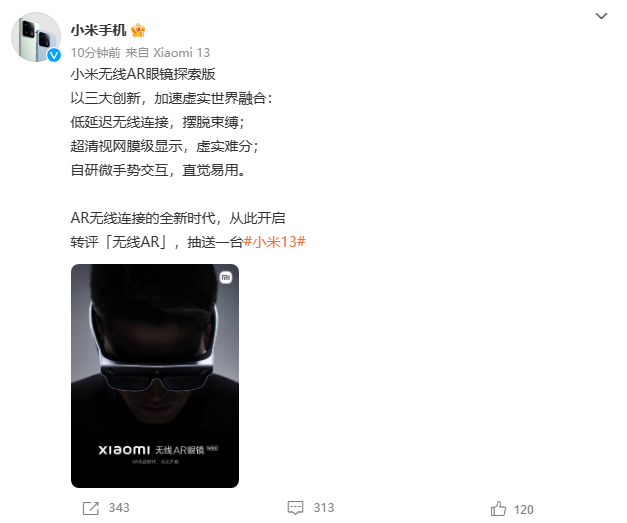 小米手机
10分钟前 来自 Xiaomi 13
小米无线AR眼镜探索版
以三大创新，加速虚实世界融合：
低延迟无线连接，摆脱束缚；
超清视网膜级显示，虚实难分；
自研微手势交互，直觉易用。
AR无线连接的全新时代，从此开启
转评「无线AR」，抽送一台#小米13#
mi
xiaomi 无线AR眼镜
343
313
120